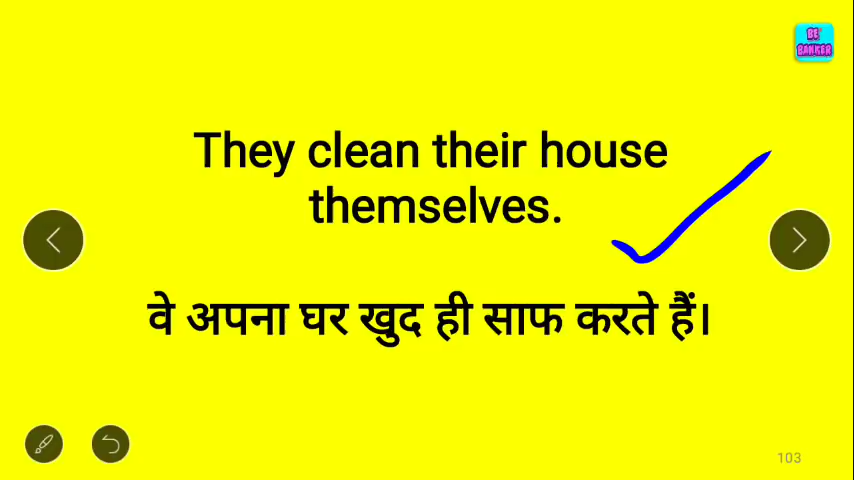 BE
BANKER
They clean their house
themselves.
वे अपना घर खुद ही साफ करते हैं।
103